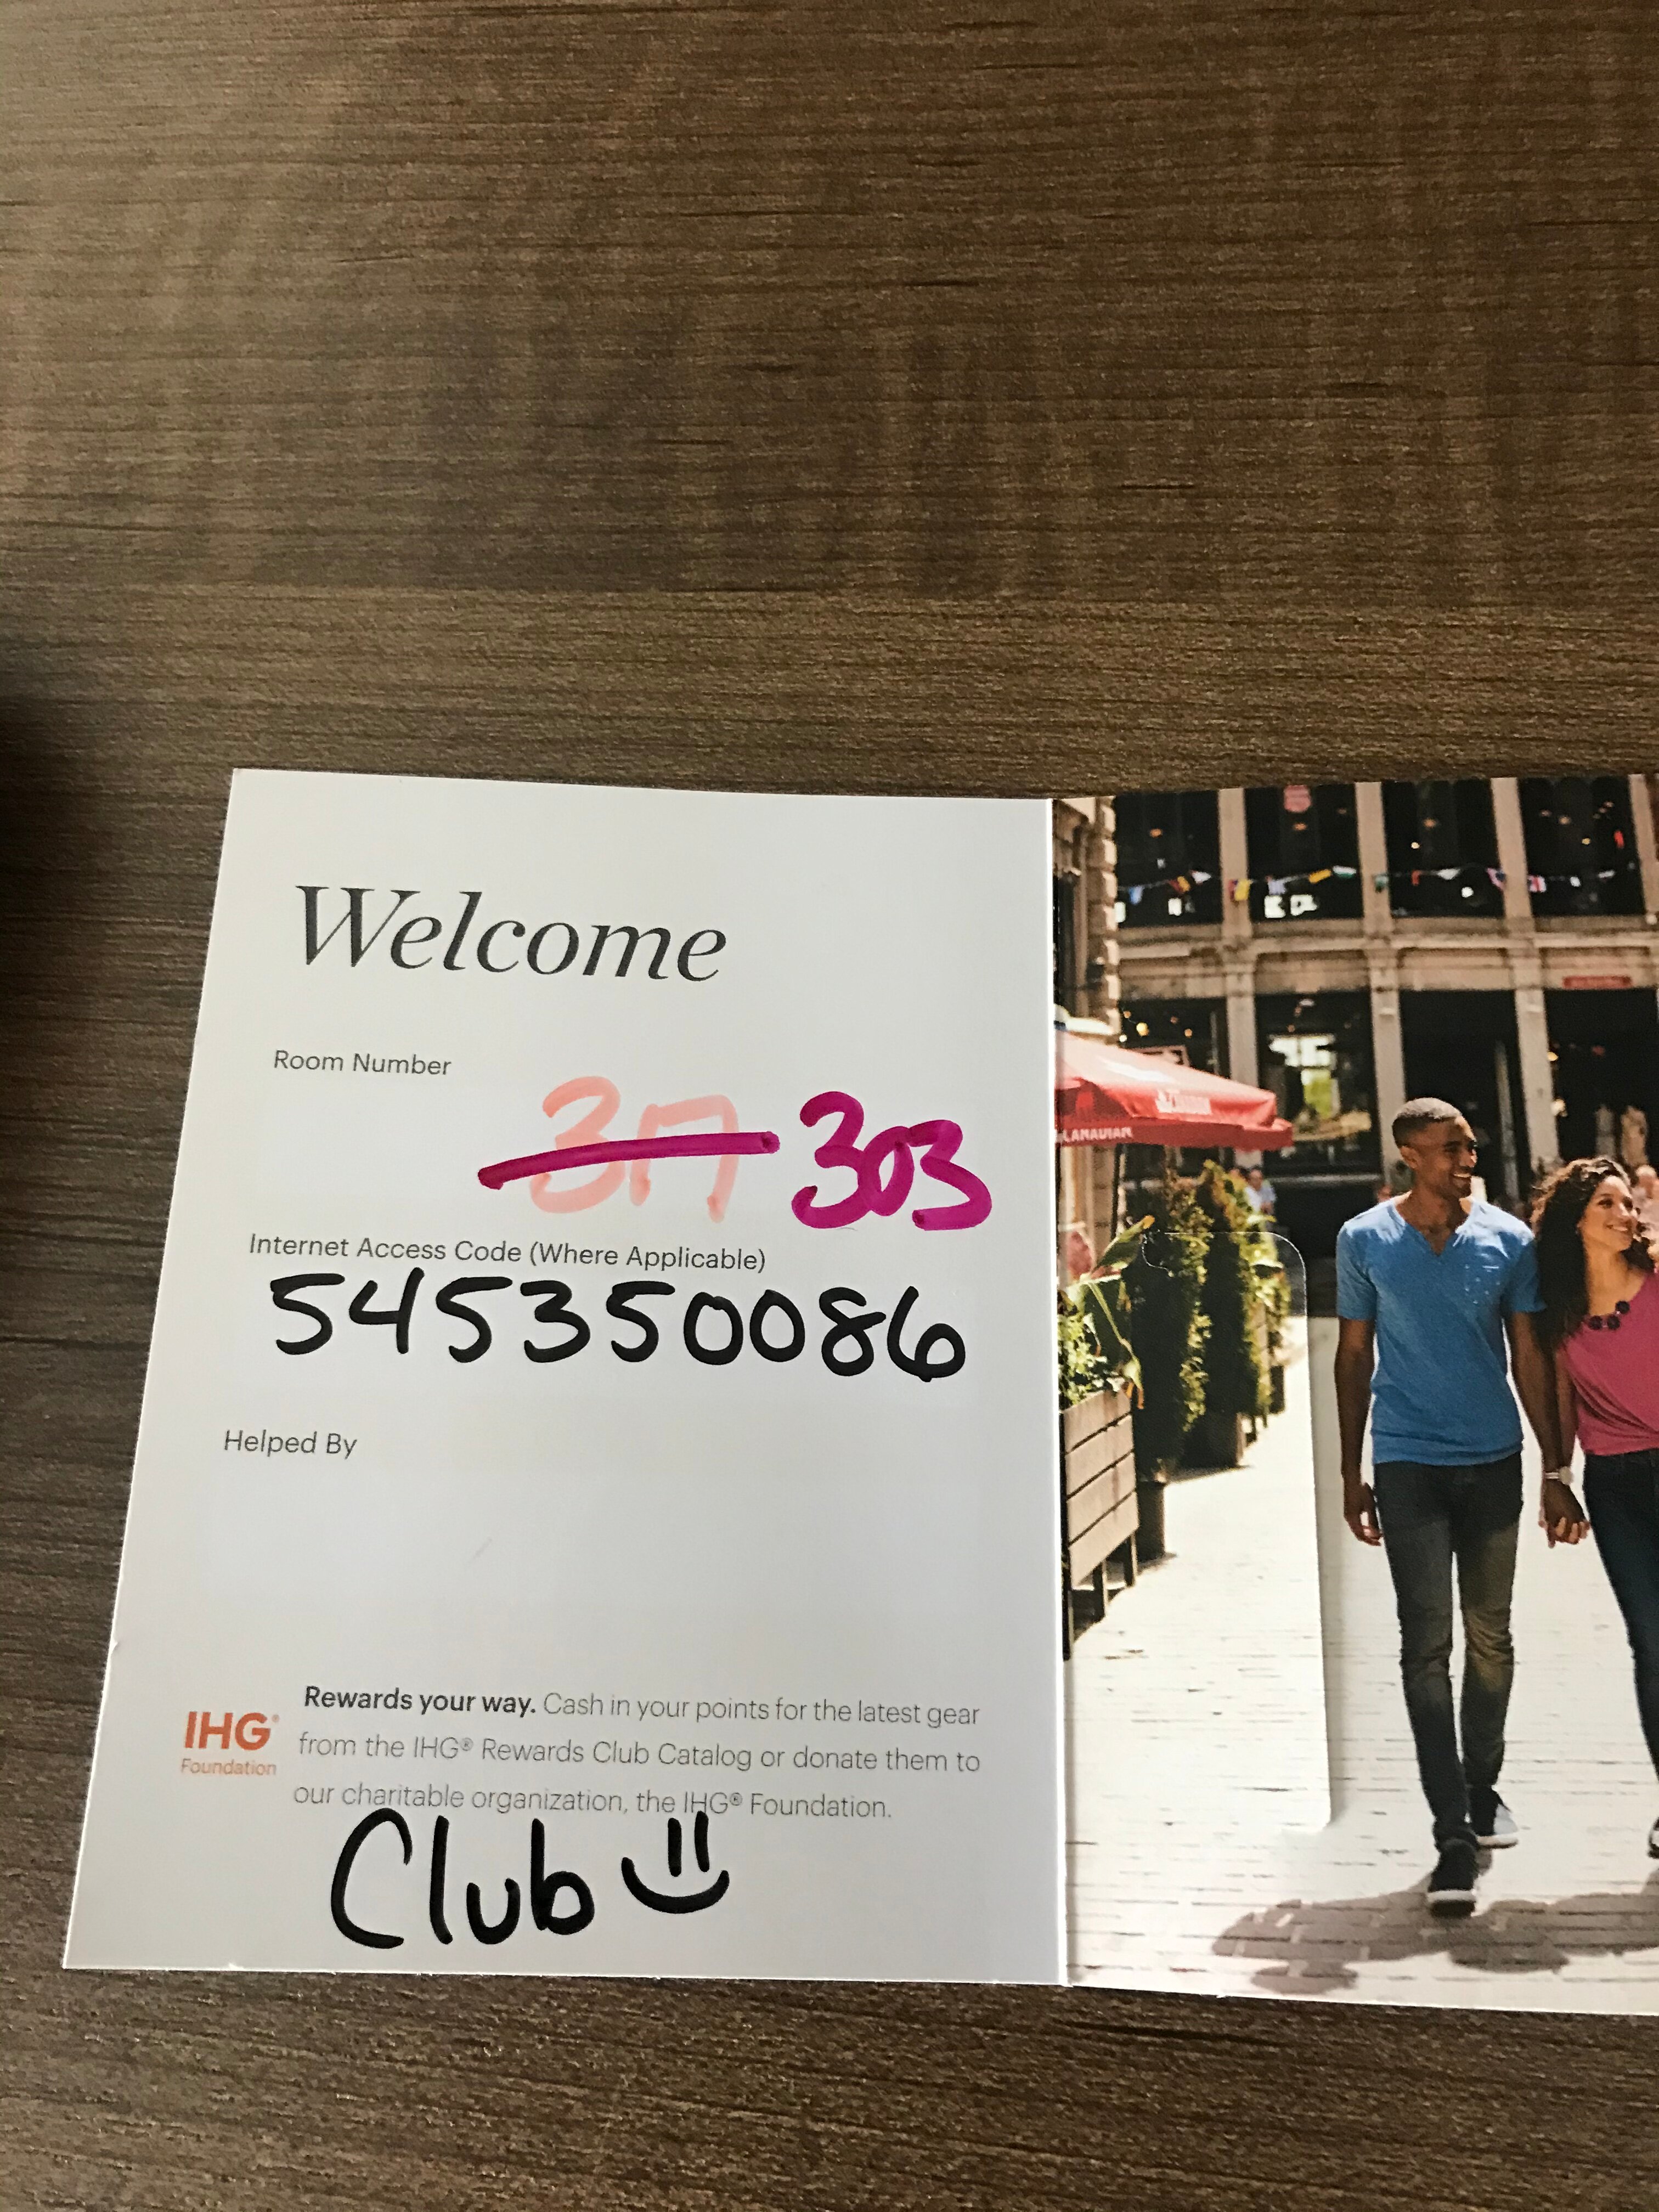 Welcome
Room Number
317 303
Internet Access Code (Where Applicable)
545350086
Helped By
IHG®
Foundation
Rewards your way. Cash in your points for the latest gear
from the IHG® Rewards Club Catalog or donate them to
our charitable organization, the IHG® Foundation.
Club
CANADIAN